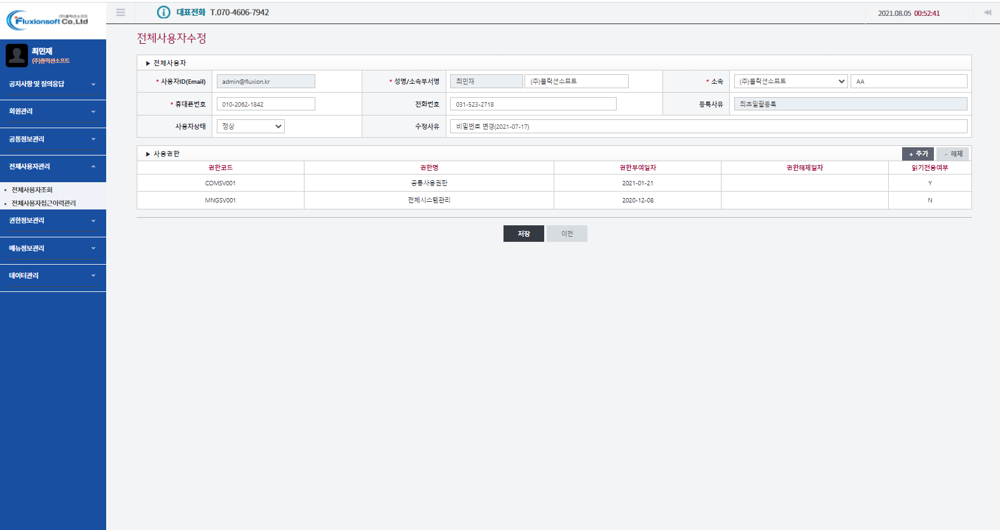 (주)플럭션소프트
Fluxionsoft Co.,Ltd
대표전화 T.070-4606-7942
2021.08.05 00:52:41
최민재
(주)플럭션소프트
공지사항 및 질의응답
회원관리
공통정보관리
전체사용자관리
전체사용자조회
전체사용자접근이력관리
권한정보관리
메뉴정보관리
데이터관리
전체사용자수정
▶ 전체사용자
* 사용자ID(Email) admin@fluxion.kr * 성명/소속부서명 최민재 (주)플럭션소프트 * 소속 (주)플럭션소프트 AA
* 휴대폰번호 010-2062-1842 전화번호 031-523-2718 등록사유 최초일괄등록
사용자상태 정상 수정사유 비밀번호 변경(2021-07-17)
▶ 사용권한 + 추가 - 해제
권한코드 권한명 권한부여일자 권한해제일자 읽기전용여부
COMSV001 공통사용권한 2021-01-21 Y
MNGSV001 전체시스템관리 2020-12-08 N
저장 이전